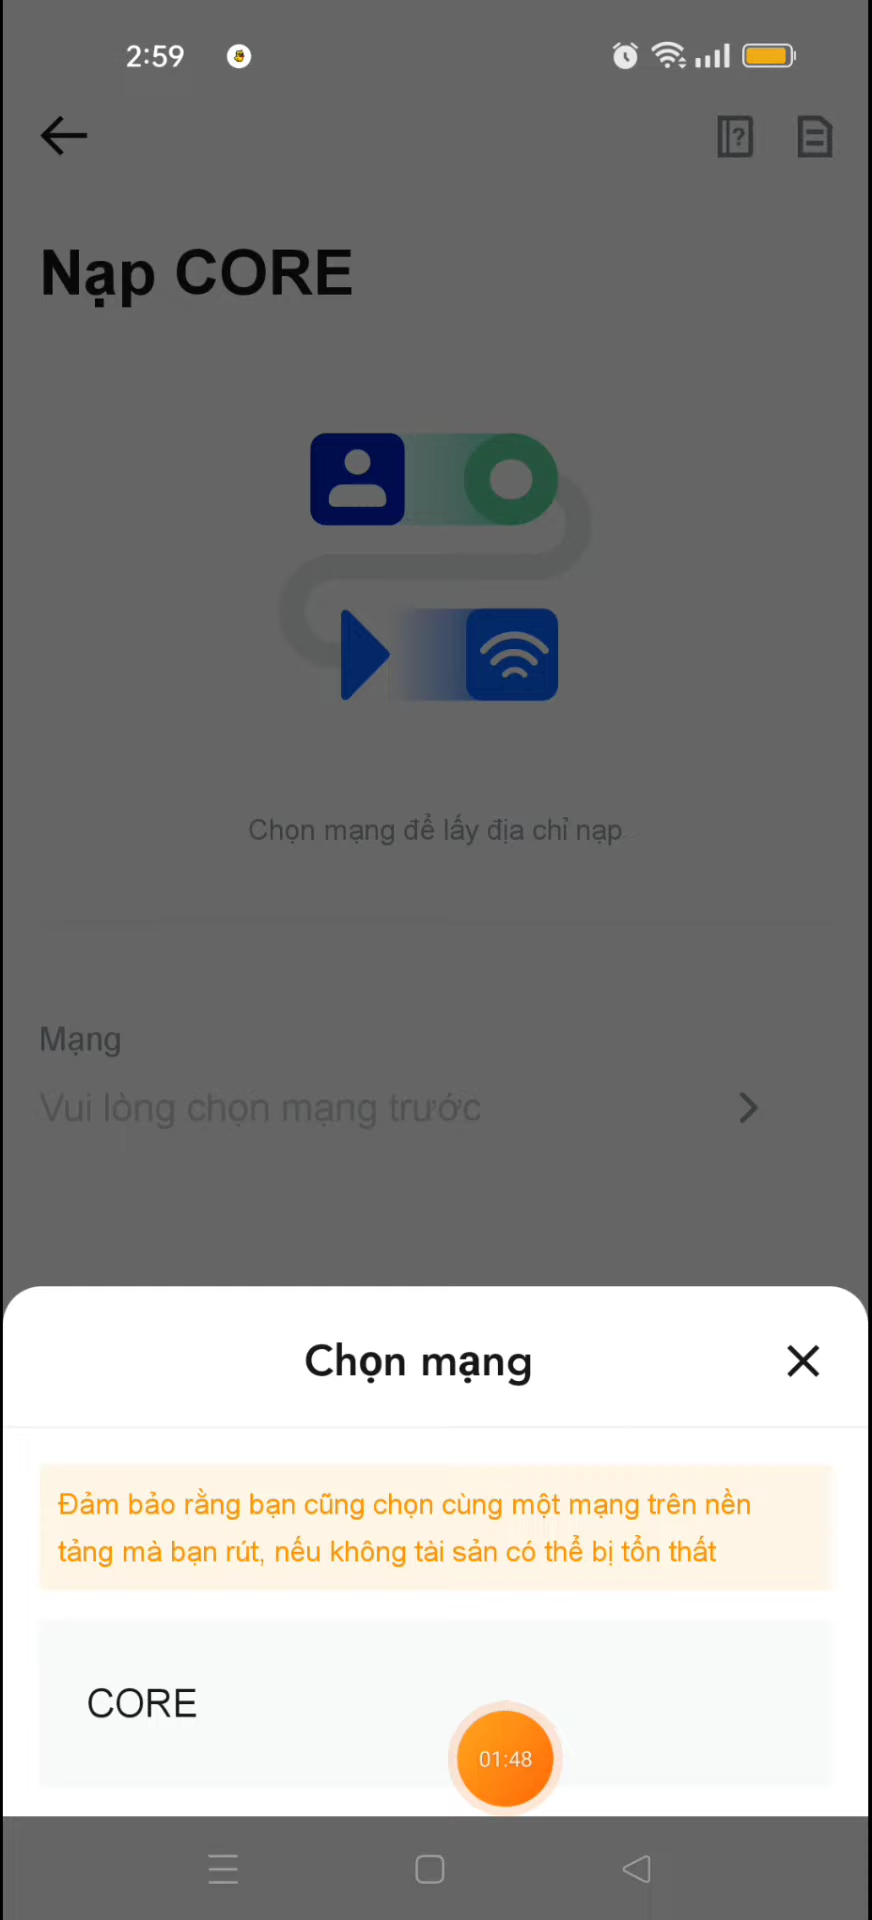 2:59
Nạp CORE
Chọn mạng để lấy địa chỉ nạp
Mạng
Vui lòng chọn mạng trước
Chọn mạng
Đảm bảo rằng bạn cũng chọn cùng một mạng trên nền
tảng mà bạn rút, nếu không tài sản có thể bị tổn thất
CORE
01:48